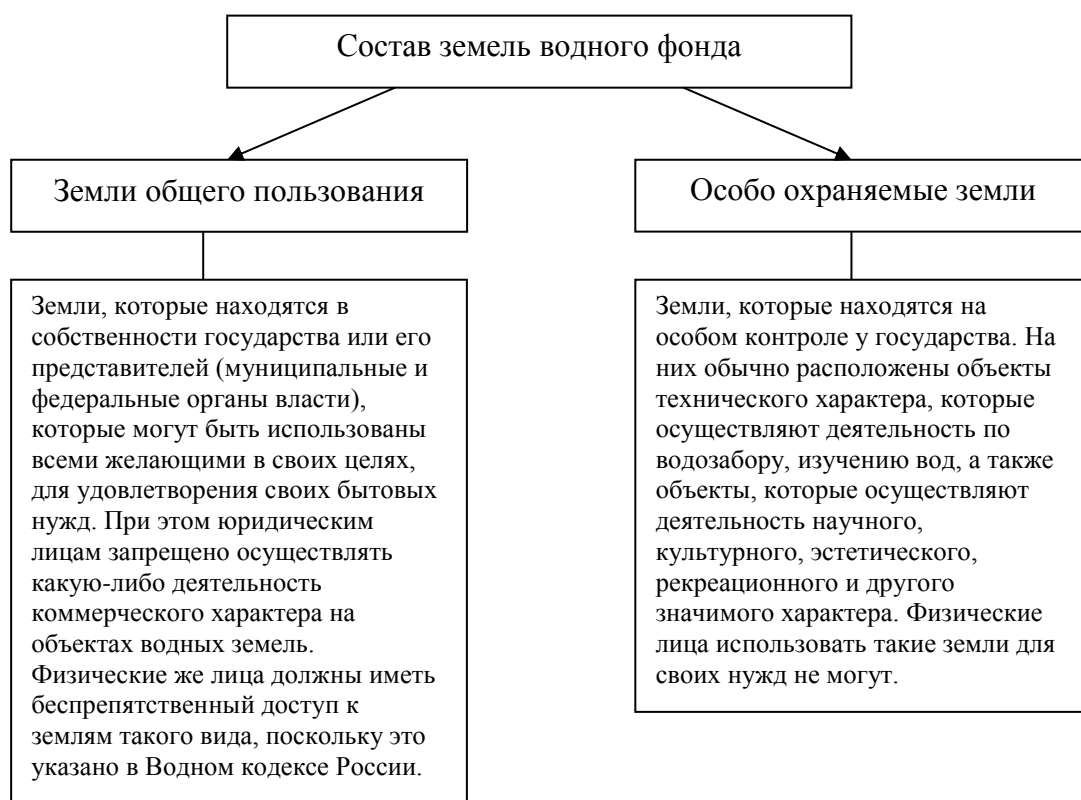 Состав земель водного фонда
Земли общего пользования
Особо охраняемые земли
Земли, которые находятся в
собственности государства или его
представителей (муниципальные и
федеральные органы власти),
которые могут быть использованы
всеми желающими в своих целях,
для удовлетворения своих бытовых
нужд. При этом юридическим
лицам запрещено осуществлять
какую-либо деятельность
коммерческого характера на
объектах водных земель.
Физические же лица должны иметь
беспрепятственный доступ к
землям такого вида, поскольку это
указано в Водном кодексе России.
Земли, которые находятся на
особом контроле у государства. На
них обычно расположены объекты
технического характера, которые
осуществляют деятельность по
водозабору, изучению вод, а также
объекты, которые осуществляют
деятельность научного,
культурного, эстетического,
рекреационного и другого
значимого характера. Физические
лица использовать такие земли для
своих нужд не могут.